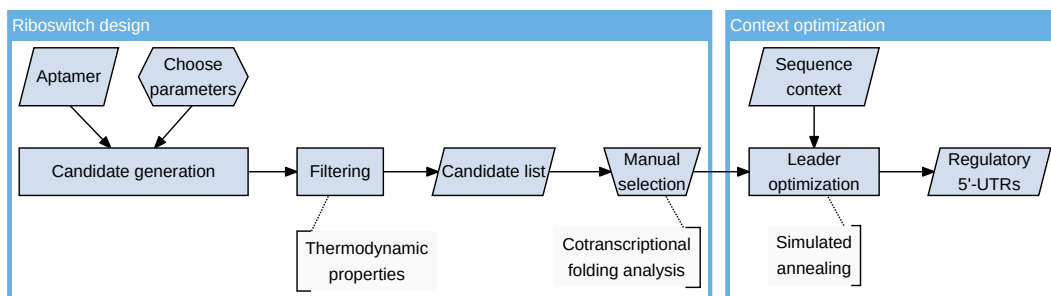 Riboswitch design
Aptamer
Choose
parameters
Candidate generation
Filtering
Candidate list
Manual
selection
Thermodynamic
properties
Cotranscriptional
folding analysis
Context optimization
Sequence
context
Leader
optimization
Regulatory
5'-UTRs
Simulated
annealing